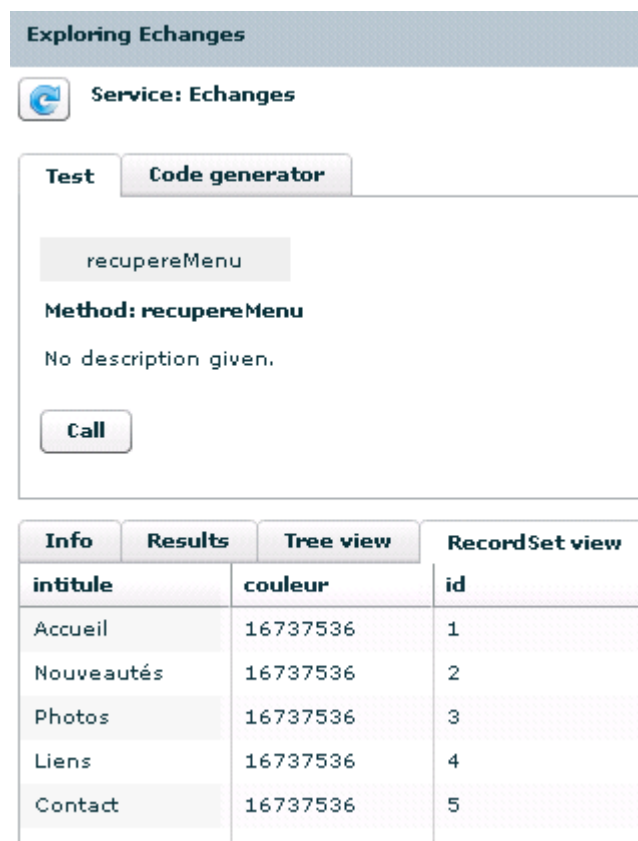 Exploring Echanges
Service: Echanges
Test Code generator
recupereMenu
Method: recupereMenu
No description given.
Call
Info Results Tree view RecordSet view
intitule couleur id
Accueil 16737536 1
Nouveautés 16737536 2
Photos 16737536 3
Liens 16737536 4
Contact 16737536 5